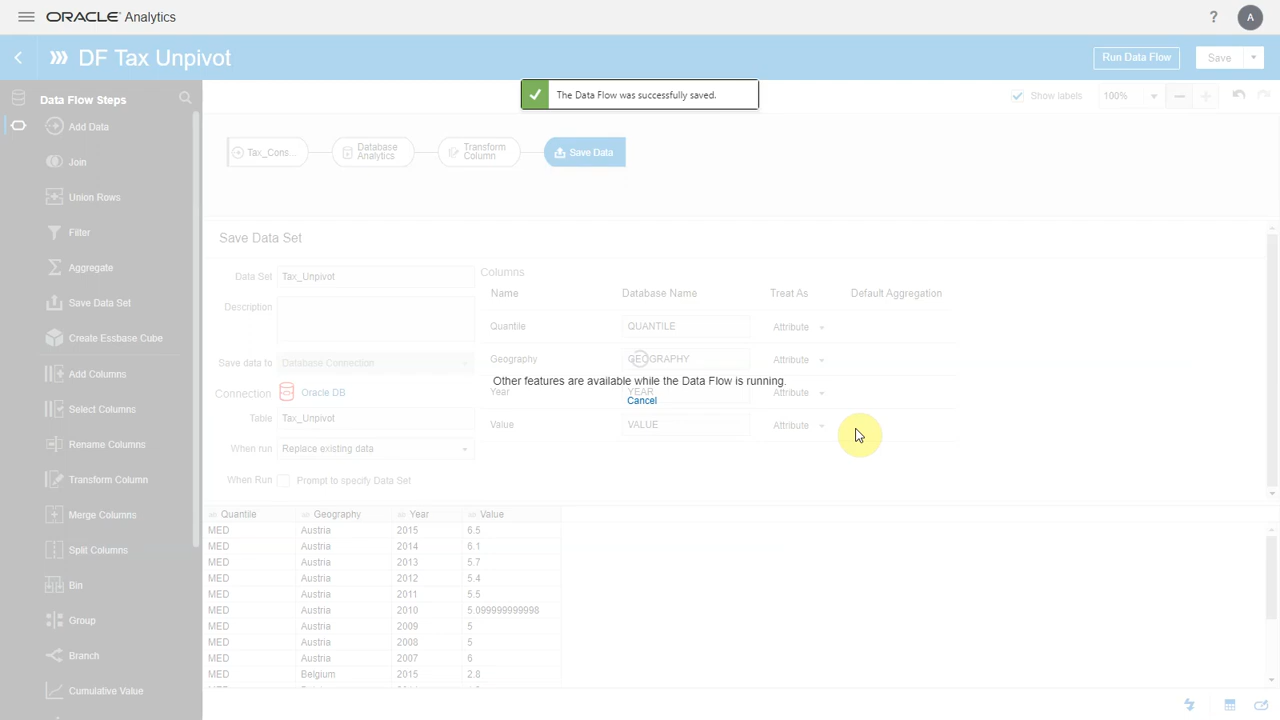 ORACLE Analytics
?
A
DF Tax Unpivot
Run Data Flow
Save
The Data Flow was successfully saved.
Data Flow Steps
Show labels
100%
Add Data
Join
Union Rows
Filter
Aggregate
Save Data Set
Create Essbase Cube
Add Columns
Select Columns
Rename Columns
Transform Column
Merge Columns
Split Columns
Bin
Group
Branch
Cumulative Value
Tax_Cons...
Database Analytics
Transform Column
Save Data
Save Data Set
Data Set Tax_Unpivot
Description
Save data to Database Connection
Connection Oracle DB
Table Tax_Unpivot
When run Replace existing data
When Run Prompt to specify Data Set
Columns
Name Database Name Treat As Default Aggregation
Quantile QUANTILE Attribute
Geography GEOGRAPHY Attribute
Other features are available while the Data Flow is running.
Year YEAR Attribute
Cancel
Value VALUE Attribute
Quantile Geography Year Value
MED Austria 2015 6.5
MED Austria 2014 6.1
MED Austria 2013 5.7
MED Austria 2012 5.4
MED Austria 2011 5.5
MED Austria 2010 5.099999999998
MED Austria 2009 5
MED Austria 2008 5
MED Austria 2007 6
MED Belgium 2015 2.8